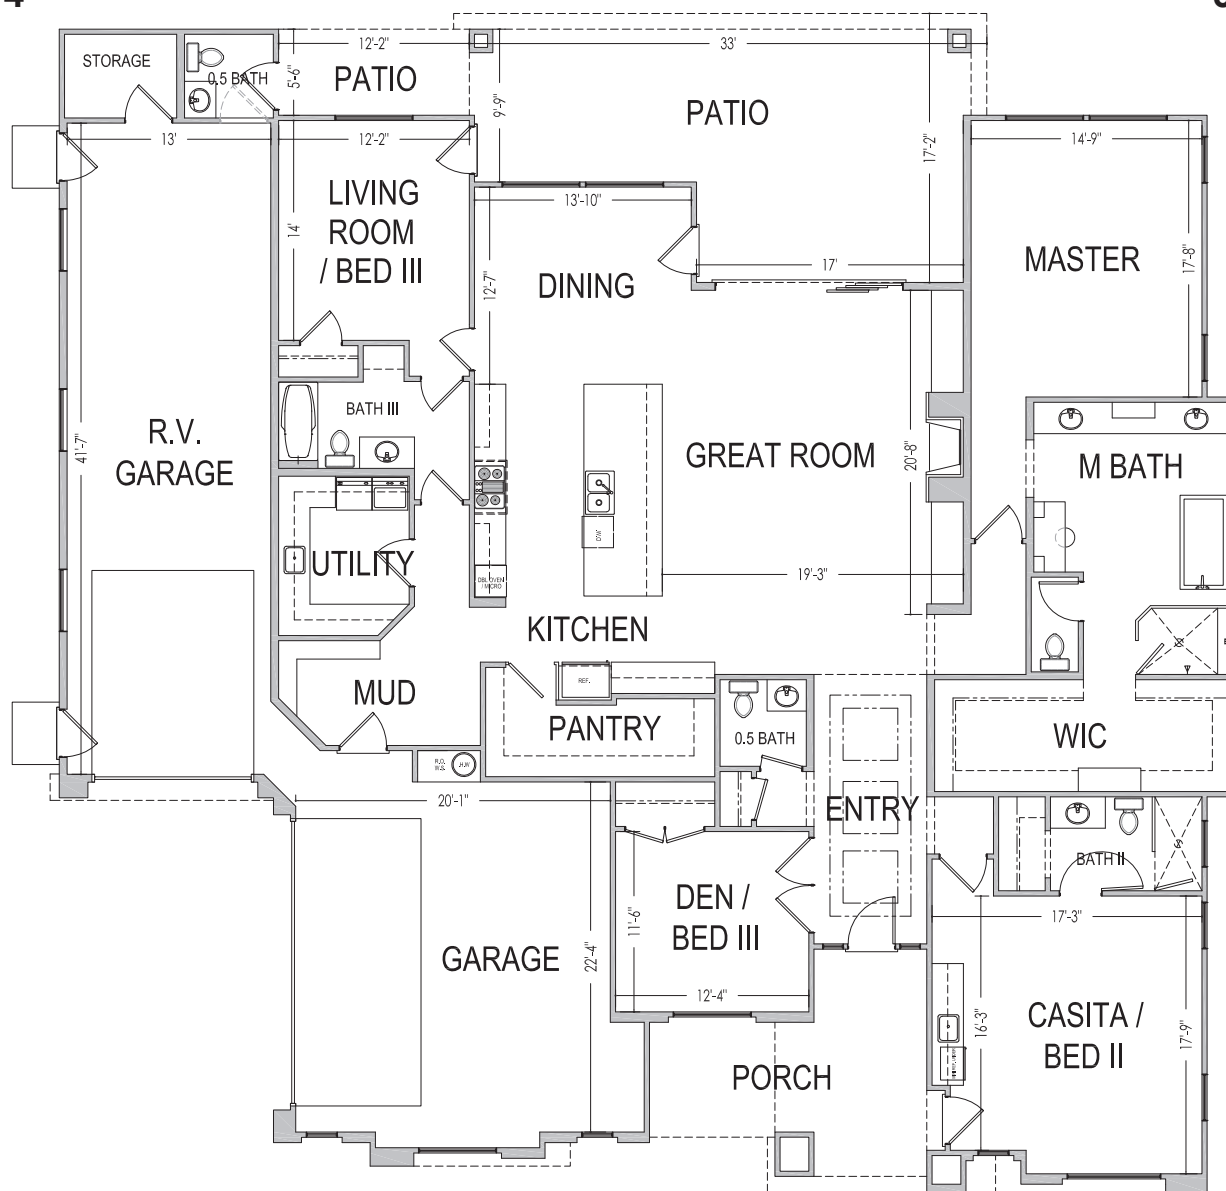 4
STORAGE
0.5 BATH
12'-2"
5'-6"
PATIO
33'
9'-9"
PATIO
17'-2"
13'
12'-2"
14'-9"
LIVING
ROOM
/ BED III
14'
13'-10"
12'-7"
DINING
17'
MASTER
17'-8"
R.V.
GARAGE
41'-7"
BATH III
GREAT ROOM
20'-8"
M BATH
UTILITY
D/W
DBL OVEN
/ MICRO
19'-3"
KITCHEN
MUD
REF.
PANTRY
0.5 BATH
WIC
R.O.
W.S.
H/W
20'-1"
ENTRY
BATH II
DEN /
BED III
11'-6"
12'-4"
17'-3"
GARAGE
22'-4"
CASITA /
BED II
16'-3"
17'-9"
PORCH